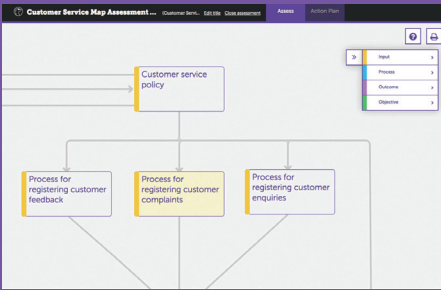 Customer Service Map Assessment ... (Customer Servi... Edit title Close assessment Assess Action Plan
?
» Input ›
Process ›
Outcome ›
Objective ›
Customer service
policy
Process for
registering customer
feedback
Process for
registering customer
complaints
Process for
registering customer
enquiries